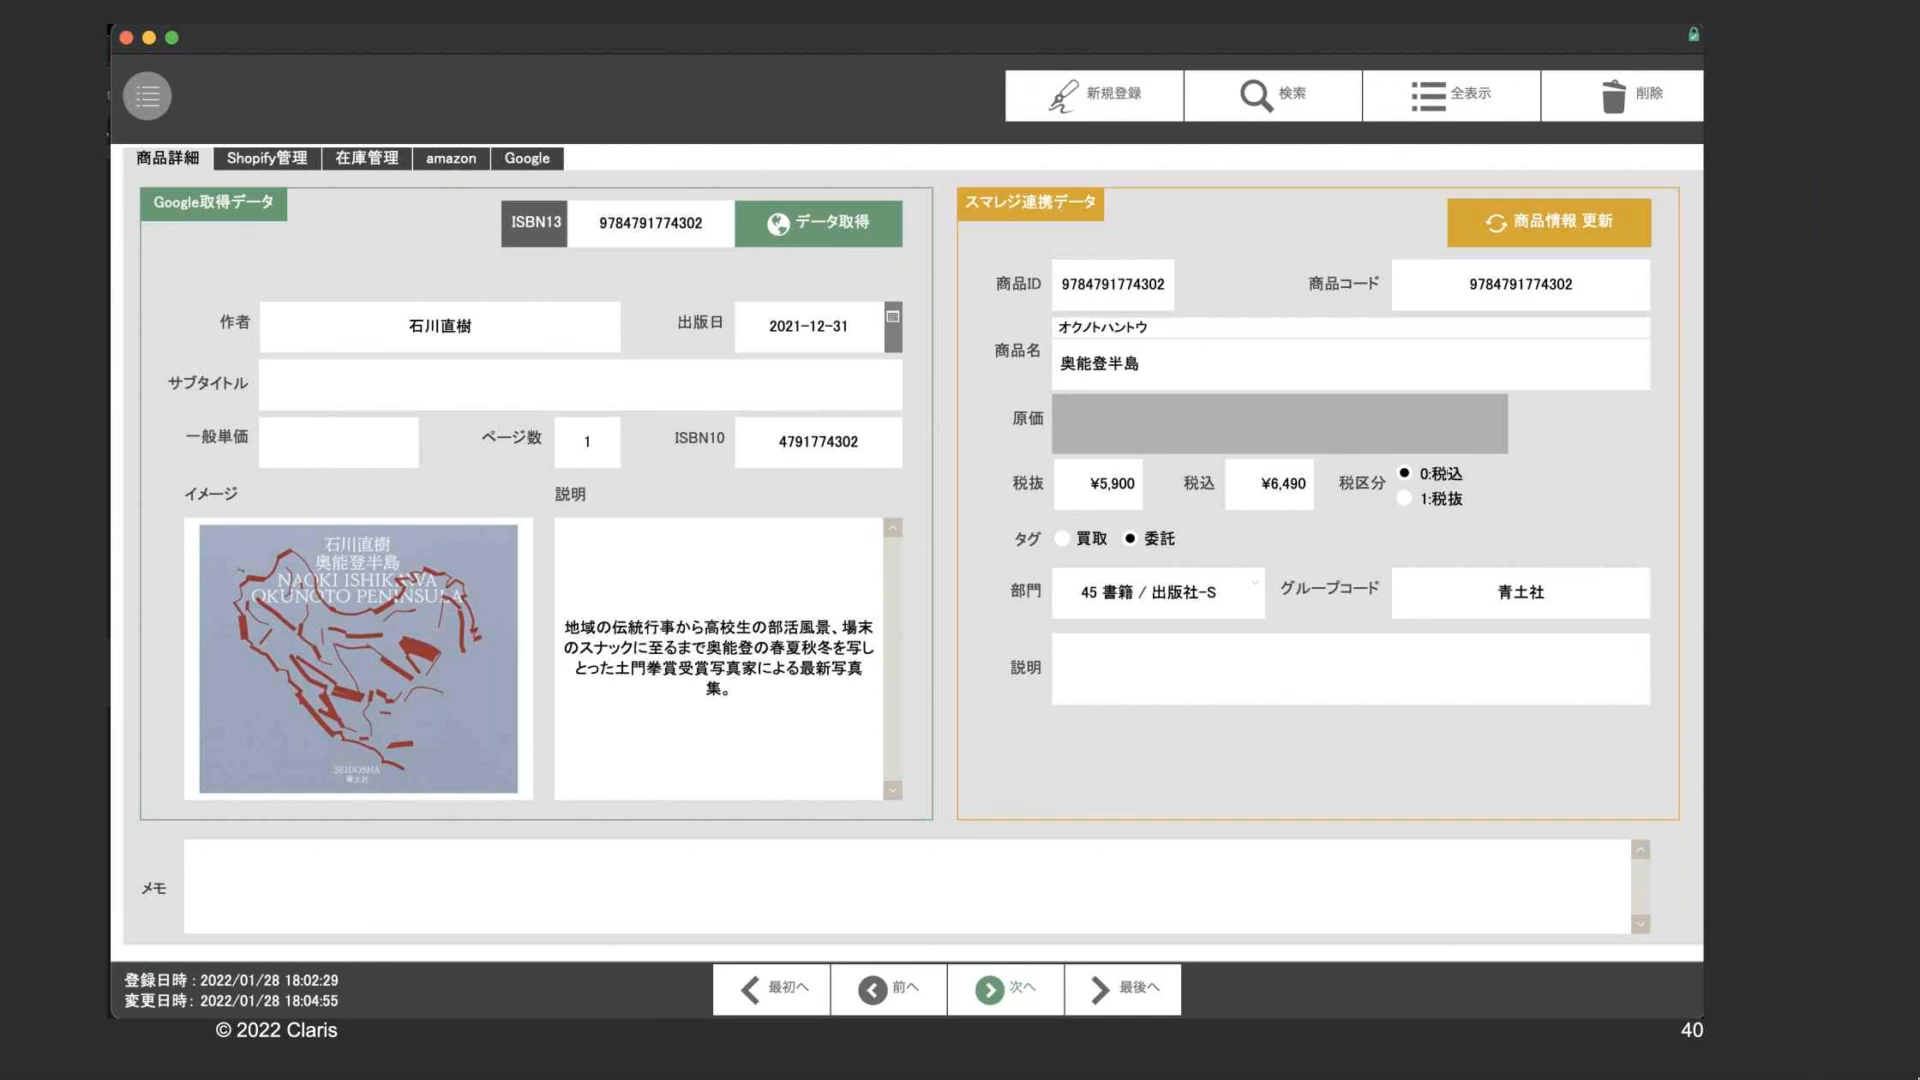 新規登録
検索
全表示
削除
商品詳細
Shopify管理
在庫管理
amazon
Google
Google取得データ
ISBN13
9784791774302
データ取得
作者
石川直樹
出版日
2021-12-31
サブタイトル
一般単価
ページ数
1
ISBN10
4791774302
イメージ
説明
石川直樹
奥能登半島
NAOKI ISHIKAWA
OKUNOTO PENINSULA
SEIDOSHA
青土社
地域の伝統行事から高校生の部活風景、場末
のスナックに至るまで奥能登の春夏秋冬を写し
とった土門拳賞受賞写真家による最新写真
集。
スマレジ連携データ
商品情報 更新
商品ID
9784791774302
商品コード
9784791774302
商品名
オクノトハントウ
奥能登半島
原価
税抜
¥5,900
税込
¥6,490
税区分
0:税込
1:税抜
タグ
買取
委託
部門
45 書籍 / 出版社-S
グループコード
青土社
説明
メモ
登録日時 : 2022/01/28 18:02:29
変更日時 : 2022/01/28 18:04:55
最初へ
前へ
次へ
最後へ
© 2022 Claris
40